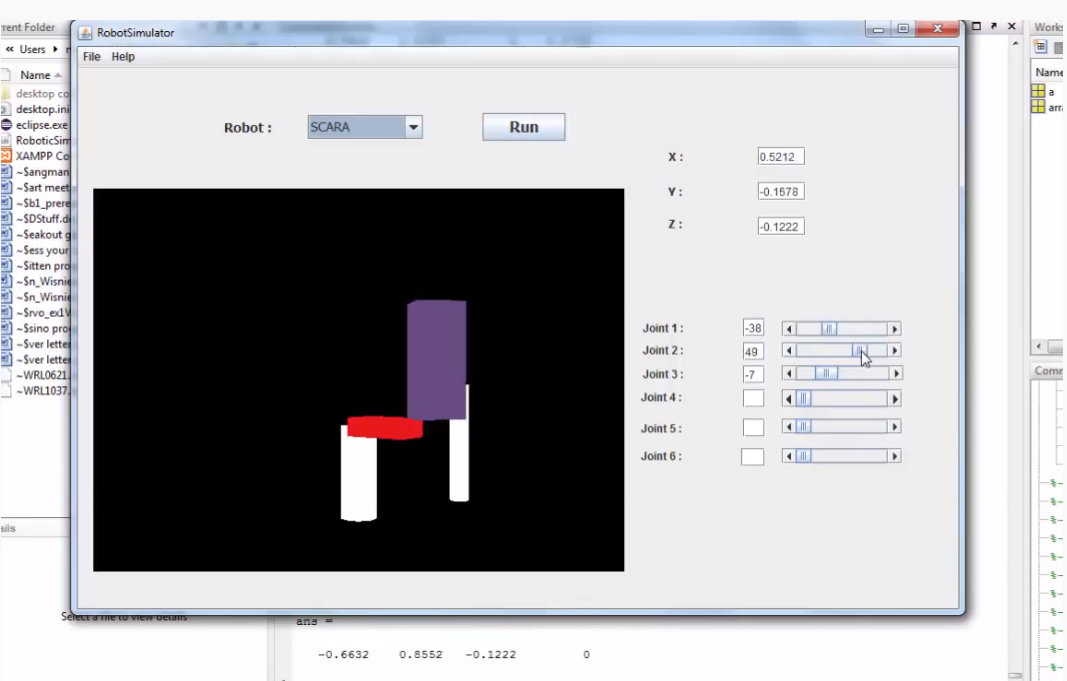 rrent Folder
RobotSimulator
Works
« Users
File Help
Name
Name
desktop co
desktop.ini
a
eclipse.exe
arr
RoboticSim
Robot :
SCARA
Run
XAMPP Co
~$angman
X :
0.5212
~$art meet
~$b1_prere
Y :
-0.1578
~$DStuff.d
~$eakout g
Z :
-0.1222
~$ess your
~$itten pro
~$n_Wisnie
~$n_Wisnie
~$rvo_ex1V
~$sino pro
Joint 1 :
-38
~$ver letter
Joint 2 :
49
~$ver letter
Joint 3 :
-7
~WRL0621.
Comm
~WRL1037.
Joint 4 :
Joint 5 :
Joint 6 :
ails
Select a file to view details
ans =
-0.6632 0.8552 -0.1222 0